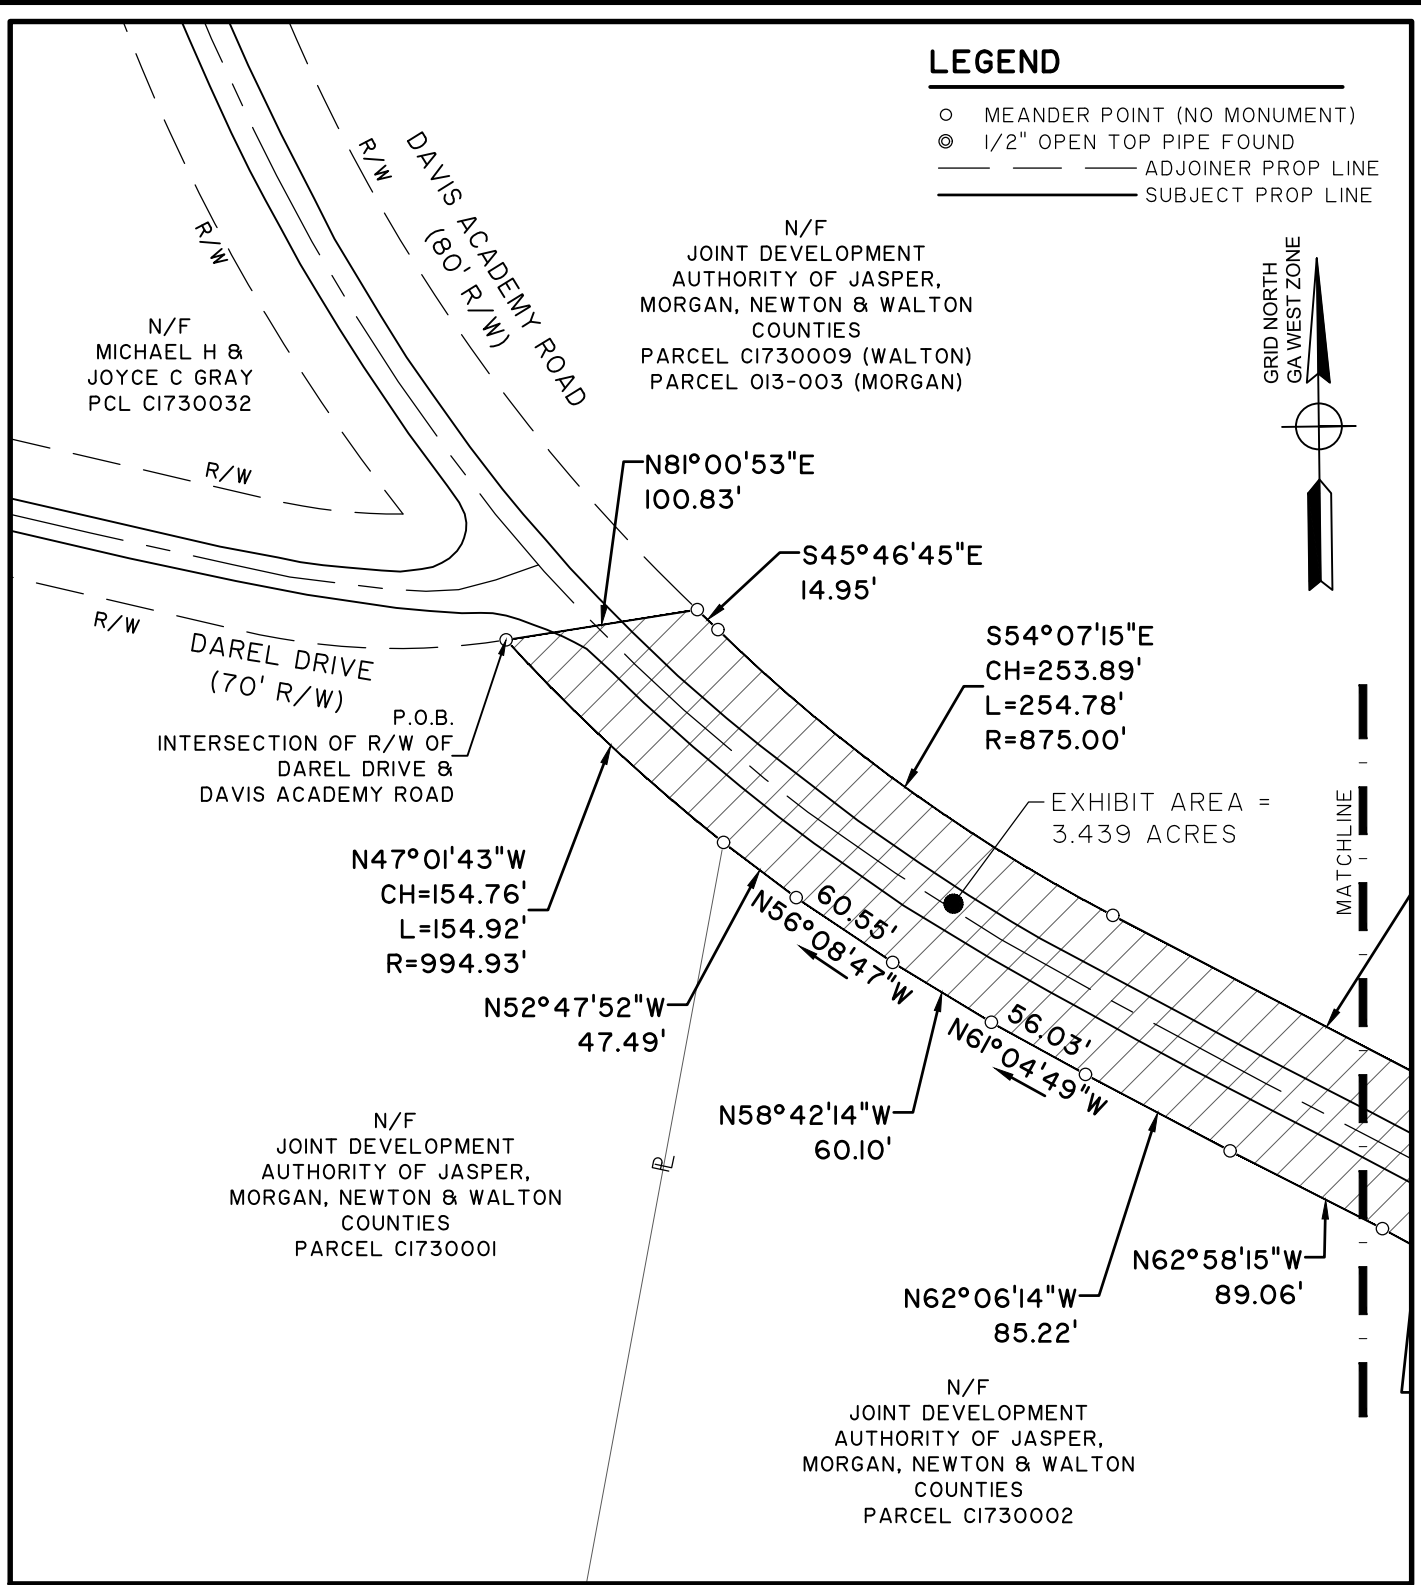 LEGEND
MEANDER POINT (NO MONUMENT)
1/2" OPEN TOP PIPE FOUND
ADJOINER PROP LINE
SUBJECT PROP LINE
R/W
DAVIS ACADEMY ROAD
(80' R/W)
R/W
N/F
JOINT DEVELOPMENT
AUTHORITY OF JASPER,
MORGAN, NEWTON & WALTON
COUNTIES
PARCEL C1730009 (WALTON)
PARCEL 013-003 (MORGAN)
GRID NORTH
GA WEST ZONE
N/F
MICHAEL H &
JOYCE C GRAY
PCL C1730032
R/W
N81°00'53"E
100.83'
S45°46'45"E
14.95'
R/W
DAREL DRIVE
(70' R/W)
S54°07'15"E
CH=253.89'
L=254.78'
R=875.00'
P.O.B.
INTERSECTION OF R/W OF
DAREL DRIVE &
DAVIS ACADEMY ROAD
EXHIBIT AREA =
3.439 ACRES
MATCHLINE
N47°01'43"W
CH=154.76'
L=154.92'
R=994.93'
60.55'
N56°08'47"W
N52°47'52"W
47.49'
56.03'
N61°04'49"W
N58°42'14"W
60.10'
N/F
JOINT DEVELOPMENT
AUTHORITY OF JASPER,
MORGAN, NEWTON & WALTON
COUNTIES
PARCEL C1730001
PL
N62°58'15"W
89.06'
N62°06'14"W
85.22'
N/F
JOINT DEVELOPMENT
AUTHORITY OF JASPER,
MORGAN, NEWTON & WALTON
COUNTIES
PARCEL C1730002